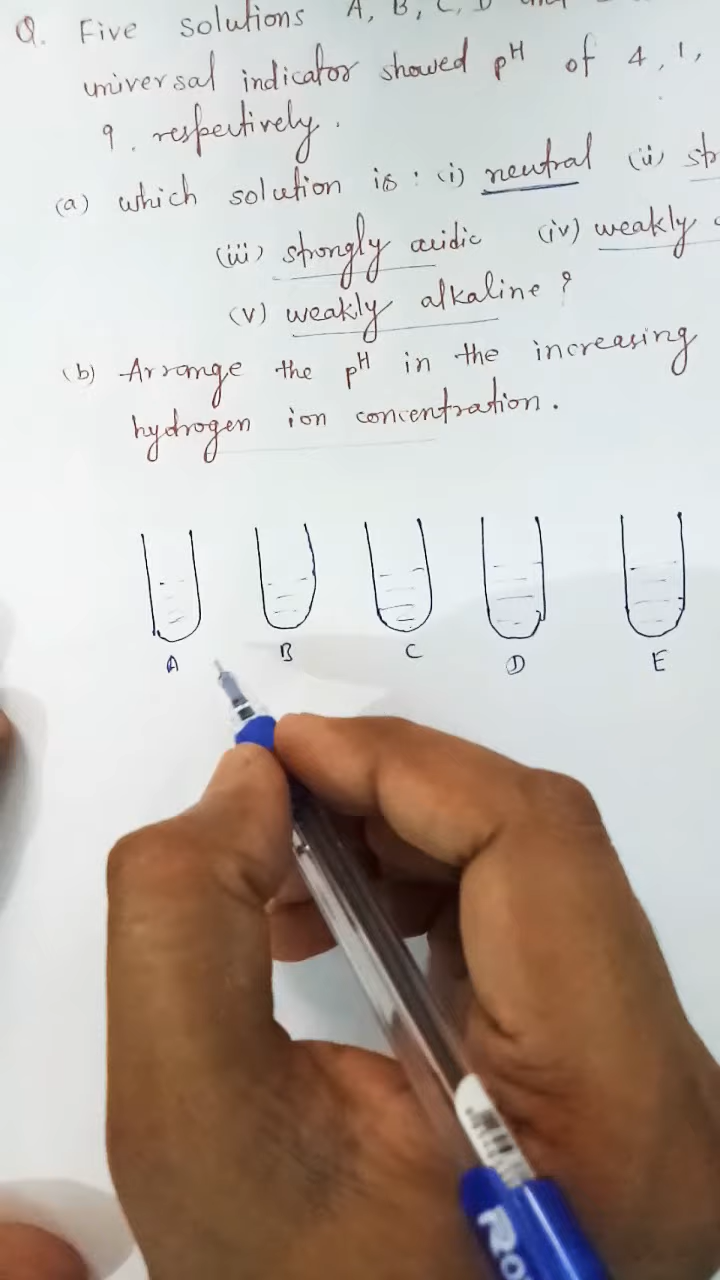 Q. Five solutions A, B, C, D
universal indicator showed pH of 4, 1,
9. respectively.
(a) which solution is : (i) neutral (ii)
(iii) strongly acidic (iv) weakly
(v) weakly alkaline ?
(b) Arrange the pH in the increasing
hydrogen ion concentration.
A B C D E